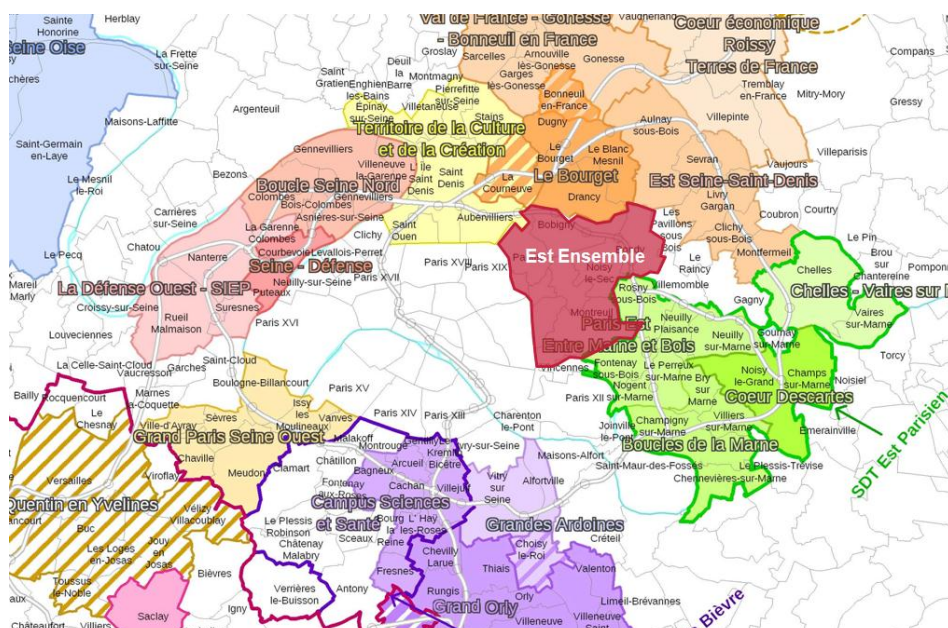 Saint
Honorine
Herblay
La Frette
sur-Seine
Seine Oise
Maisons-Laffitte
Saint-Germain
en-Laye
Le Mesnil
le-Roi
Le Pecq
Mareil
Marly
Argenteuil
Bezons
Carrières
sur-Seine
Chatou
Croissy-sur-Seine
Louveciennes
Saint
Gratien
Enghien
les-Bains
Deuil
la
Barre
Groslay
Montmagny
Épinay
sur-Seine
Villetaneuse
Pierrefitte
sur-Seine
Stains
Territoire de la Culture
et de la Création
Val de France - Gonesse
- Bonneuil en France
Sarcelles
Arnouville
lès-Gonesse
Garges
lès-Gonesse
Gonesse
Bonneuil
en-France
Vaudherland
Coeur économique
Roissy
Terres de France
Tremblay
en-France
Mitry-Mory
Compans
Gressy
Villeparisis
Villepinte
Vaujours
Courtry
Coubron
Dugny
Le
Bourget
Le Blanc
Mesnil
Le Bourget
Drancy
La
Courneuve
Aulnay
sous-Bois
Sevran
Est Seine-Saint-Denis
Livry
Gargan
Clichy
sous-Bois
Montfermeil
Les
Pavillons
sous
Bois
Le
Raincy
Villemomble
Gagny
Gennevilliers
Villeneuve
la-Garenne
L' Île
Saint
Denis
Saint
Denis
Boucle Seine Nord
Colombes
Gennevilliers
Bois-Colombes
Asnières-sur-Seine
La Garenne
Colombes
Clichy
Saint
Ouen
Aubervilliers
Courbevoie
Levallois-Perret
Nanterre
Seine - Défense
Neuilly-sur-Seine
Puteaux
La Défense Ouest - SIEP
Suresnes
Rueil
Malmaison
Paris XVII
Paris XVIII
Paris XIX
Paris XVI
Bobigny
Est Ensemble
Noisy
le-Sec
Montreuil
Rosny
sous-Bois
Paris Est
Entre Marne et Bois
Neuilly
Plaisance
Neuilly
sur-Marne
Gournay
sur-Marne
Chelles
Le Pin
Brou
sur
Chantereine
Pomponne
Chelles - Vaires sur
Vaires
sur-Marne
Torcy
Noisiel
Vincennes
Fontenay
sous-Bois
Le Perreux
sur-Marne
Nogent
sur-Marne
Bry
sur
Marne
Noisy
le-Grand
Champs
sur-Marne
Coeur Descartes
Paris XII
Joinville
le-Pont
Champigny
sur-Marne
Villiers
sur-Marne
Boucles de la Marne
Emerainville
Saint-Maur-des-Fosses
Le Plessis-Trevise
Chennevières-sur-Marne
SDT Est Parisien
La Celle-Saint-Cloud
Bailly
Rocquencourt
Vaucresson
Garches
Saint-Cloud
Marnes
la-Coquette
Boulogne-Billancourt
Paris XV
Le
Chesnay
Ville-d'Avray
Sèvres
Issy
les
Moulineaux
Vanves
Grand Paris Seine Ouest
Chaville
Meudon
Versailles
Viroflay
Quentin en Yvelines
Vélizy
Villacoublay
Buc
Les Loges
en-Josas
Jouy
en
Josas
Toussus
le-Noble
Châteaufort
Villiers
Saclay
Bièvres
Igny
Verrières
le-Buisson
Antony
Paris XIV
Paris XIII
Malakoff
Montrouge
Gentilly
Le
Kremlin
Bicêtre
Ivry-sur-Seine
Charenton
le-Pont
Maisons-Alfort
Clamart
Châtillon
Bagneux
Arcueil
Fontenay
aux-Roses
Cachan
Villejuif
Vitry
sur
Seine
Alfortville
Campus Sciences
et Santé
Le Plessis
Robinson
Châtenay
Malabry
Sceaux
Bourg
la
Reine
L' Haÿ
les-Roses
Chevilly
Larue
Fresnes
Grandes Ardoines
Choisy
le-Roi
Créteil
Thiais
Valenton
Rungis
Orly
Grand Orly
Limeil-Brévannes
Villeneuve
Villeneuve
Bièvre